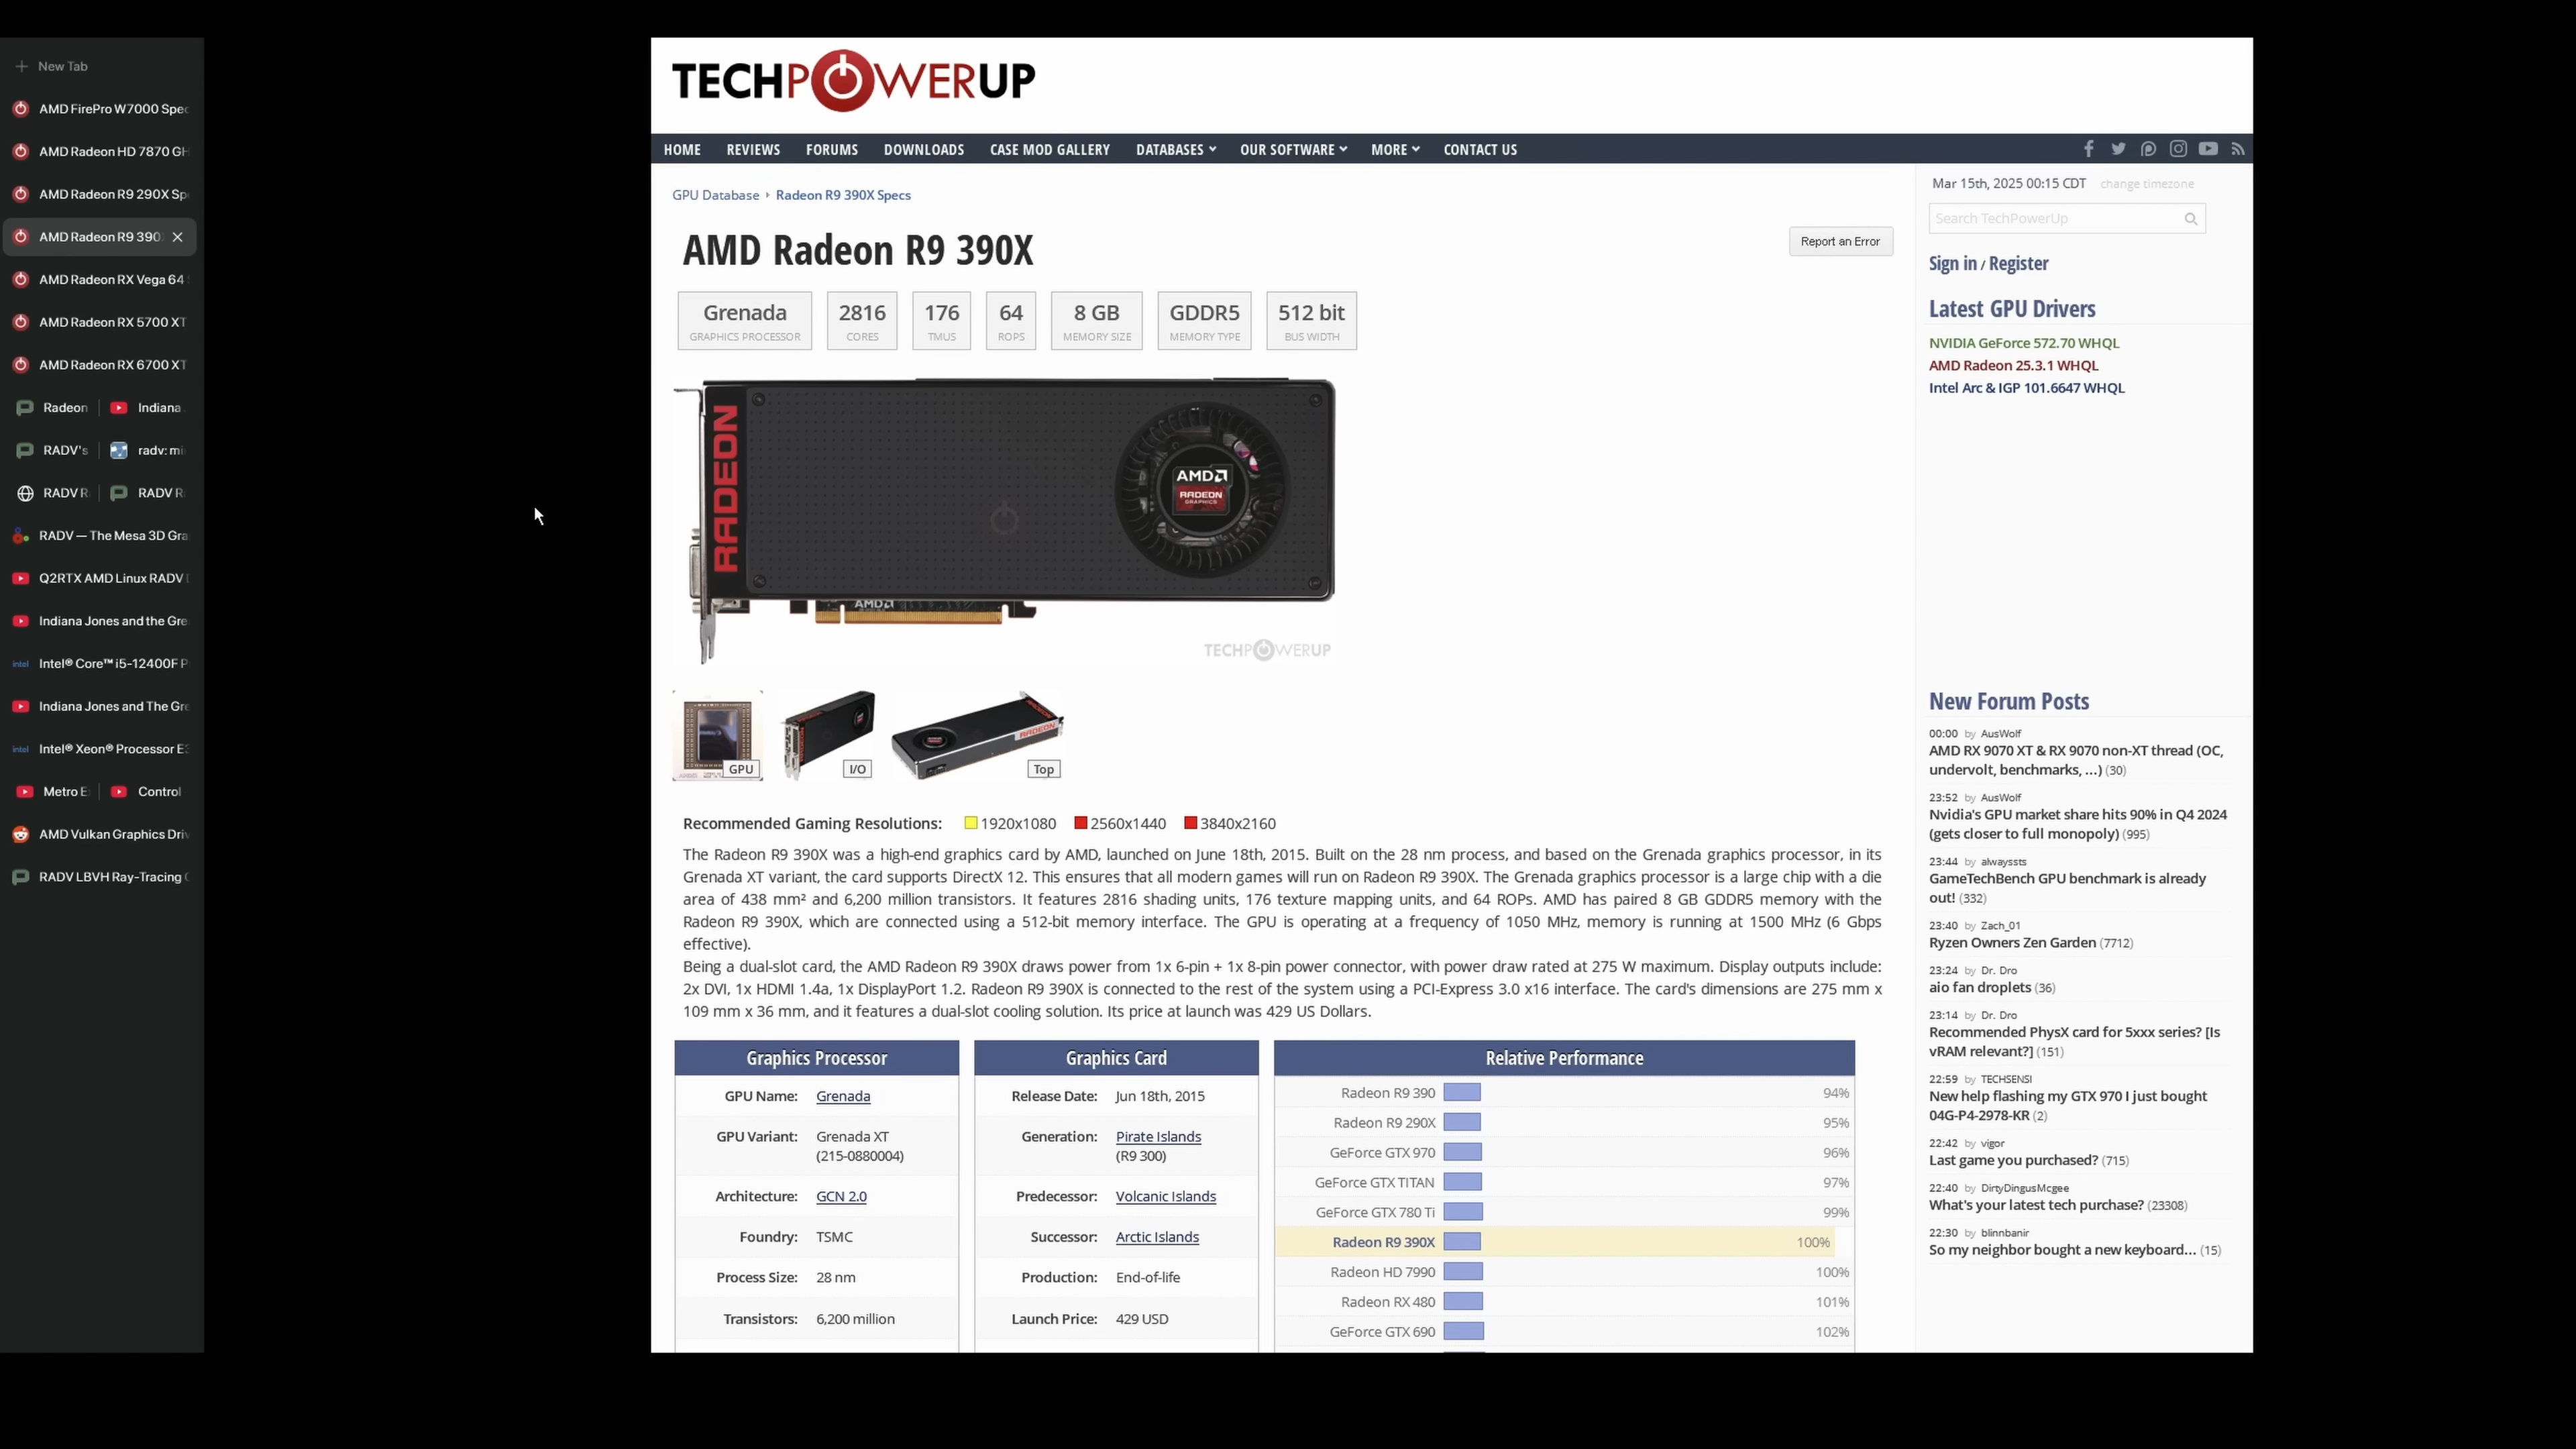 New Tab
AMD FirePro W7000 Spec
AMD Radeon HD 7870 GH
AMD Radeon R9 290X Sp
AMD Radeon R9 390
AMD Radeon RX Vega 64
AMD Radeon RX 5700 XT
AMD Radeon RX 6700 XT
Radeon
Indiana
RADV's
radv: mi
RADV R
RADV R
RADV — The Mesa 3D Gra
Q2RTX AMD Linux RADV
Indiana Jones and the Gre
intel Intel® Core™ i5-12400F P
Indiana Jones and The Gre
intel Intel® Xeon® Processor E3
Metro E
Control
AMD Vulkan Graphics Driv
RADV LBVH Ray-Tracing
TECHPOWERUP
HOME REVIEWS FORUMS DOWNLOADS CASE MOD GALLERY DATABASES OUR SOFTWARE MORE CONTACT US
GPU Database Radeon R9 390X Specs
AMD Radeon R9 390X
Report an Error
Grenada
GRAPHICS PROCESSOR
2816
CORES
176
TMUS
64
ROPS
8 GB
MEMORY SIZE
GDDR5
MEMORY TYPE
512 bit
BUS WIDTH
RADEON
AMD
RADEON
GRAPHICS
AMD
TECHPOWERUP
GPU
I/O
RADEON
Top
Recommended Gaming Resolutions: 1920x1080 2560x1440 3840x2160
The Radeon R9 390X was a high-end graphics card by AMD, launched on June 18th, 2015. Built on the 28 nm process, and based on the Grenada graphics processor, in its
Grenada XT variant, the card supports DirectX 12. This ensures that all modern games will run on Radeon R9 390X. The Grenada graphics processor is a large chip with a die
area of 438 mm² and 6,200 million transistors. It features 2816 shading units, 176 texture mapping units, and 64 ROPs. AMD has paired 8 GB GDDR5 memory with the
Radeon R9 390X, which are connected using a 512-bit memory interface. The GPU is operating at a frequency of 1050 MHz, memory is running at 1500 MHz (6 Gbps
effective).
Being a dual-slot card, the AMD Radeon R9 390X draws power from 1x 6-pin + 1x 8-pin power connector, with power draw rated at 275 W maximum. Display outputs include:
2x DVI, 1x HDMI 1.4a, 1x DisplayPort 1.2. Radeon R9 390X is connected to the rest of the system using a PCI-Express 3.0 x16 interface. The card's dimensions are 275 mm x
109 mm x 36 mm, and it features a dual-slot cooling solution. Its price at launch was 429 US Dollars.
Graphics Processor
GPU Name: Grenada
GPU Variant: Grenada XT
(215-0880004)
Architecture: GCN 2.0
Foundry: TSMC
Process Size: 28 nm
Transistors: 6,200 million
Graphics Card
Release Date: Jun 18th, 2015
Generation: Pirate Islands
(R9 300)
Predecessor: Volcanic Islands
Successor: Arctic Islands
Production: End-of-life
Launch Price: 429 USD
Relative Performance
Radeon R9 390 94%
Radeon R9 290X 95%
GeForce GTX 970 96%
GeForce GTX TITAN 97%
GeForce GTX 780 Ti 99%
Radeon R9 390X 100%
Radeon HD 7990 100%
Radeon RX 480 101%
GeForce GTX 690 102%
Mar 15th, 2025 00:15 CDT change timezone
Search TechPowerUp
Sign in / Register
Latest GPU Drivers
NVIDIA GeForce 572.70 WHQL
AMD Radeon 25.3.1 WHQL
Intel Arc & IGP 101.6647 WHQL
New Forum Posts
00:00 by AusWolf
AMD RX 9070 XT & RX 9070 non-XT thread (OC,
undervolt, benchmarks, ...) (30)
23:52 by AusWolf
Nvidia's GPU market share hits 90% in Q4 2024
(gets closer to full monopoly) (995)
23:44 by alwayssts
GameTechBench GPU benchmark is already
out! (332)
23:40 by Zach_01
Ryzen Owners Zen Garden (7712)
23:24 by Dr. Dro
aio fan droplets (36)
23:14 by Dr. Dro
Recommended PhysX card for 5xxx series? [Is
vRAM relevant?] (151)
22:59 by TECHSENSI
New help flashing my GTX 970 I just bought
04G-P4-2978-KR (2)
22:42 by vigor
Last game you purchased? (715)
22:40 by DirtyDingusMcgee
What's your latest tech purchase? (23308)
22:30 by blinnbanir
So my neighbor bought a new keyboard... (15)